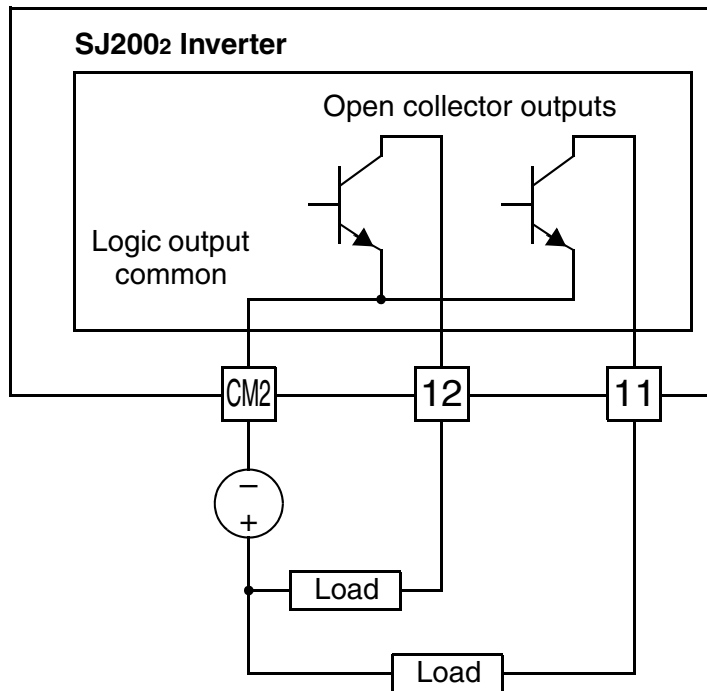 SJ2002 Inverter
Open collector outputs
Logic output
common
CM2
12
11
–
+
Load
Load